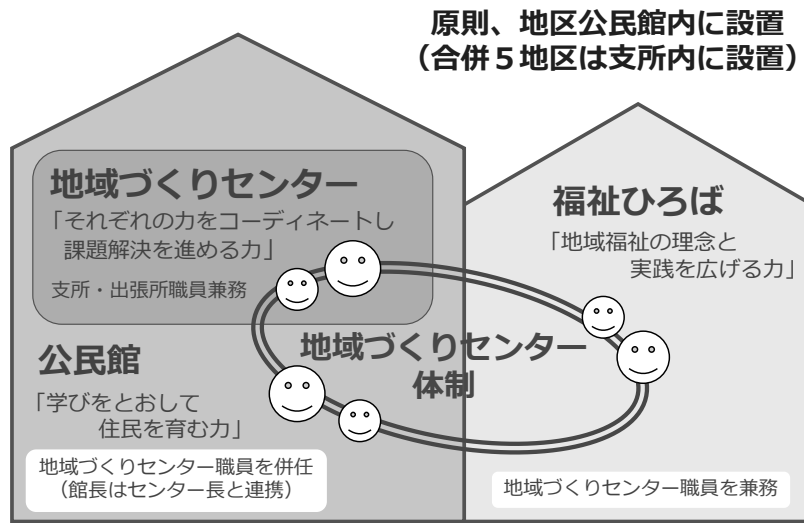 原則、地区公民館内に設置
（合併５地区は支所内に設置）
地域づくりセンター
「それぞれの力をコーディネートし
課題解決を進める力」
支所・出張所職員兼務
福祉ひろば
「地域福祉の理念と
実践を広げる力」
地域づくりセンター
体制
公民館
「学びをとおして
住民を育む力」
地域づくりセンター職員を併任
（館長はセンター長と連携）
地域づくりセンター職員を兼務